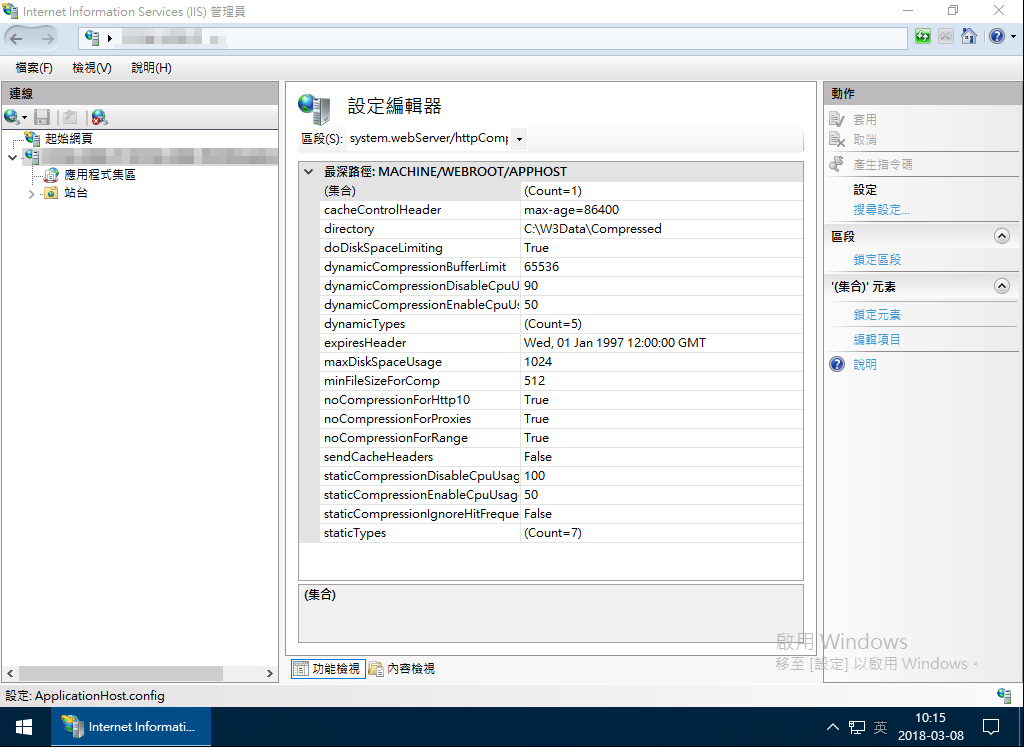 Internet Information Services (IIS) 管理員
檔案(F) 檢視(V) 說明(H)
連線
起始網頁
應用程式集區
站台
設定編輯器
區段(S): system.webServer/httpComp
最深路徑: MACHINE/WEBROOT/APPHOST
(集合) (Count=1)
cacheControlHeader max-age=86400
directory C:\W3Data\Compressed
doDiskSpaceLimiting True
dynamicCompressionBufferLimit 65536
dynamicCompressionDisableCpuU 90
dynamicCompressionEnableCpuUs 50
dynamicTypes (Count=5)
expiresHeader Wed, 01 Jan 1997 12:00:00 GMT
maxDiskSpaceUsage 1024
minFileSizeForComp 512
noCompressionForHttp10 True
noCompressionForProxies True
noCompressionForRange True
sendCacheHeaders False
staticCompressionDisableCpuUsag 100
staticCompressionEnableCpuUsag 50
staticCompressionIgnoreHitFreque False
staticTypes (Count=7)
(集合)
功能檢視 內容檢視
動作
套用
取消
產生指令碼
設定
搜尋設定...
區段
鎖定區段
'(集合)' 元素
鎖定元素
編輯項目
說明
啟用 Windows
移至 [設定] 以啟用 Windows。
設定: ApplicationHost.config
Internet Informati...
英
10:15
2018-03-08